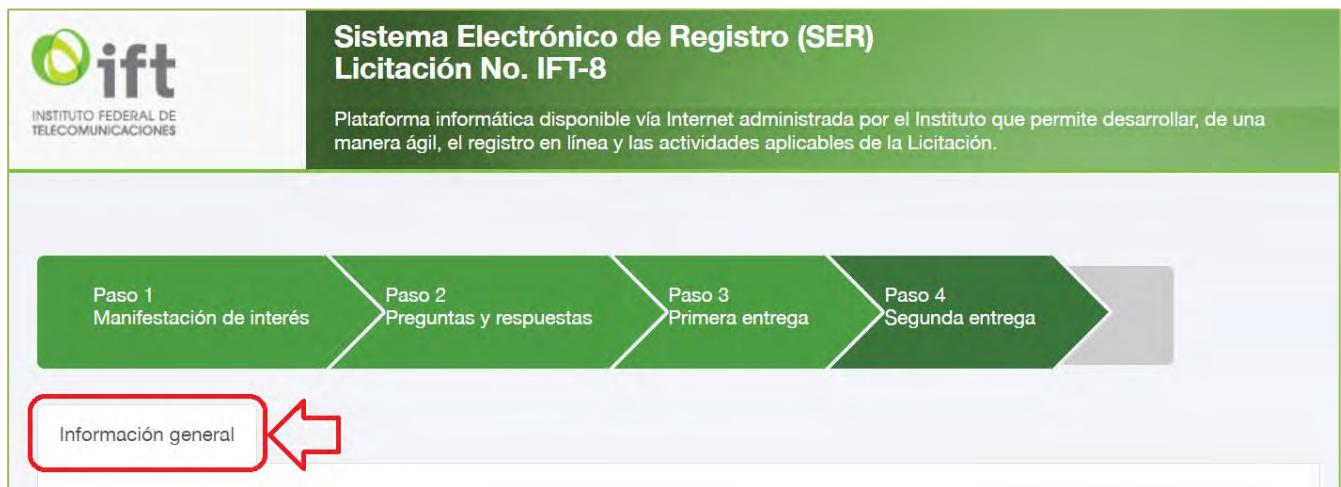 ift
INSTITUTO FEDERAL DE
TELECOMUNICACIONES
Sistema Electrónico de Registro (SER)
Licitación No. IFT-8
Plataforma informática disponible vía Internet administrada por el Instituto que permite desarrollar, de una
manera ágil, el registro en línea y las actividades aplicables de la Licitación.
Paso 1
Manifestación de interés
Paso 2
Preguntas y respuestas
Paso 3
Primera entrega
Paso 4
Segunda entrega
Información general